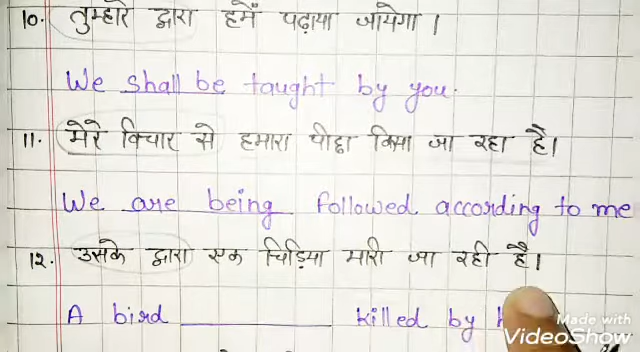 10. तुम्हारे द्वारा हमें पढ़ाया जायेगा।
We shall be taught by you.
11. मेरे विचार से हमारा पीछा किया जा रहा है।
We are being followed according to me
12. उसके द्वारा एक चिड़िया मारी जा रही है।
A bird ________ killed by
Made with
VideoShow